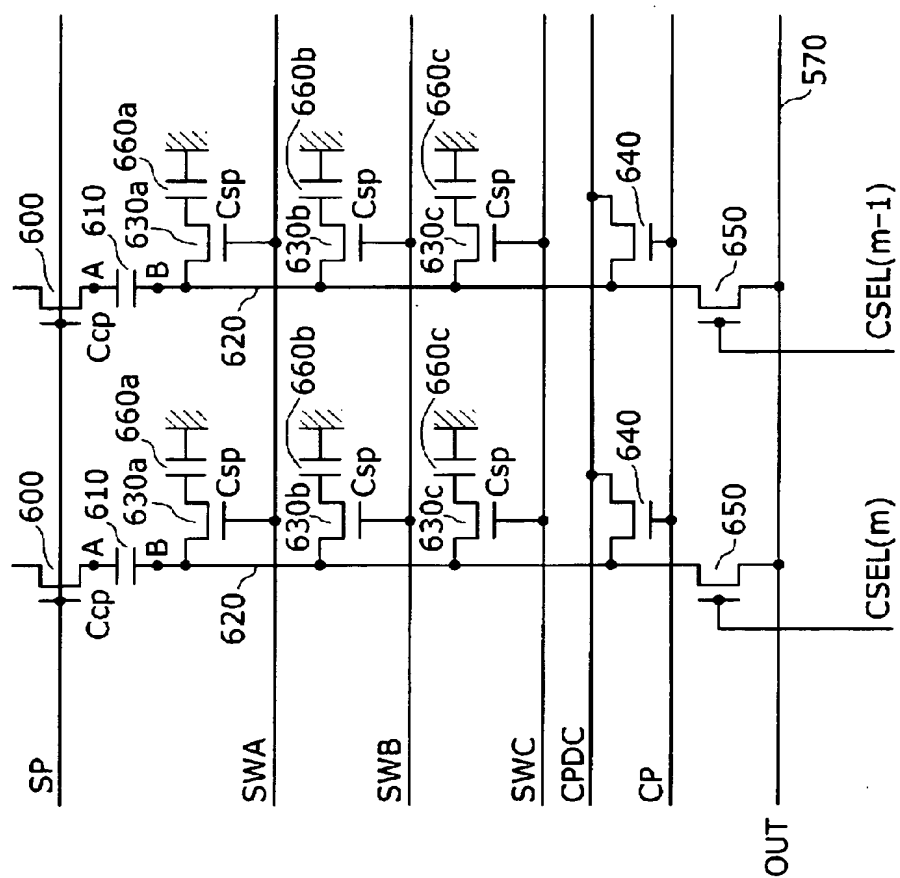 600
600
SP
A
A
610
610
Ccp
Ccp
B
B
660a
660a
630a
630a
Csp
Csp
620
620
SWA
660b
660b
630b
630b
Csp
Csp
SWB
660c
660c
630c
630c
Csp
Csp
SWC
CPDC
640
640
CP
650
650
570
OUT
CSEL(m)
CSEL(m-1)